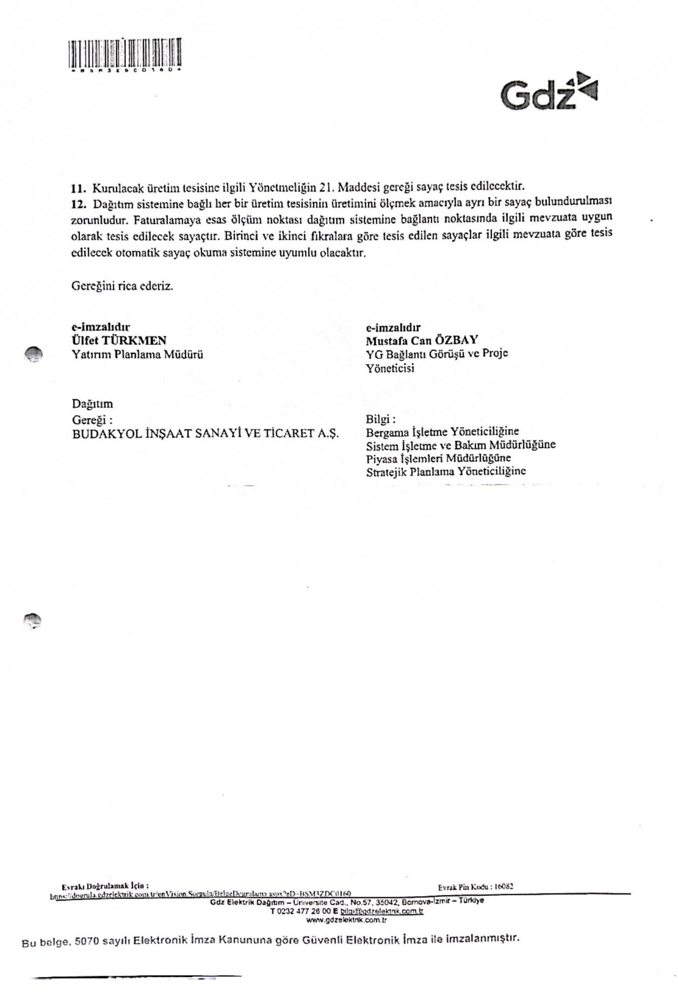 *BSM3ZDC0160*
Gdz
11. Kurulacak üretim tesisine ilgili Yönetmeliğin 21. Maddesi gereği sayaç tesis edilecektir.
12. Dağıtım sistemine bağlı her bir üretim tesisinin üretimini ölçmek amacıyla ayrı bir sayaç bulundurulması
zorunludur. Faturalamaya esas ölçüm noktası dağıtım sistemine bağlantı noktasında ilgili mevzuata uygun
olarak tesis edilecek sayaçtır. Birinci ve ikinci fıkralara göre tesis edilen sayaçlar ilgili mevzuata göre tesis
edilecek otomatik sayaç okuma sistemine uyumlu olacaktır.
Gereğini rica ederiz.
e-imzalıdır
Ülfet TÜRKMEN
Yatırım Planlama Müdürü
e-imzalıdır
Mustafa Can ÖZBAY
YG Bağlantı Görüşü ve Proje
Yöneticisi
Dağıtım
Gereği :
BUDAKYOL İNŞAAT SANAYİ VE TİCARET A.Ş.
Bilgi :
Bergama İşletme Yöneticiliğine
Sistem İşletme ve Bakım Müdürlüğüne
Piyasa İşlemleri Müdürlüğüne
Stratejik Planlama Yöneticiliğine
Evrakı Doğrulamak İçin :
https://dogrula.gdzelektrik.com.tr/enVision.Sorgula/BelgeDogrulama.aspx?eD=BSM3ZDC0160
Evrak Pin Kodu : 16082
Gdz Elektrik Dağıtım – Üniversite Cad., No.57, 35042, Bornova-İzmir – Türkiye
T 0232 477 26 00 E bilgi@gdzelektrik.com.tr
www.gdzelektrik.com.tr
Bu belge, 5070 sayılı Elektronik İmza Kanununa göre Güvenli Elektronik İmza ile imzalanmıştır.